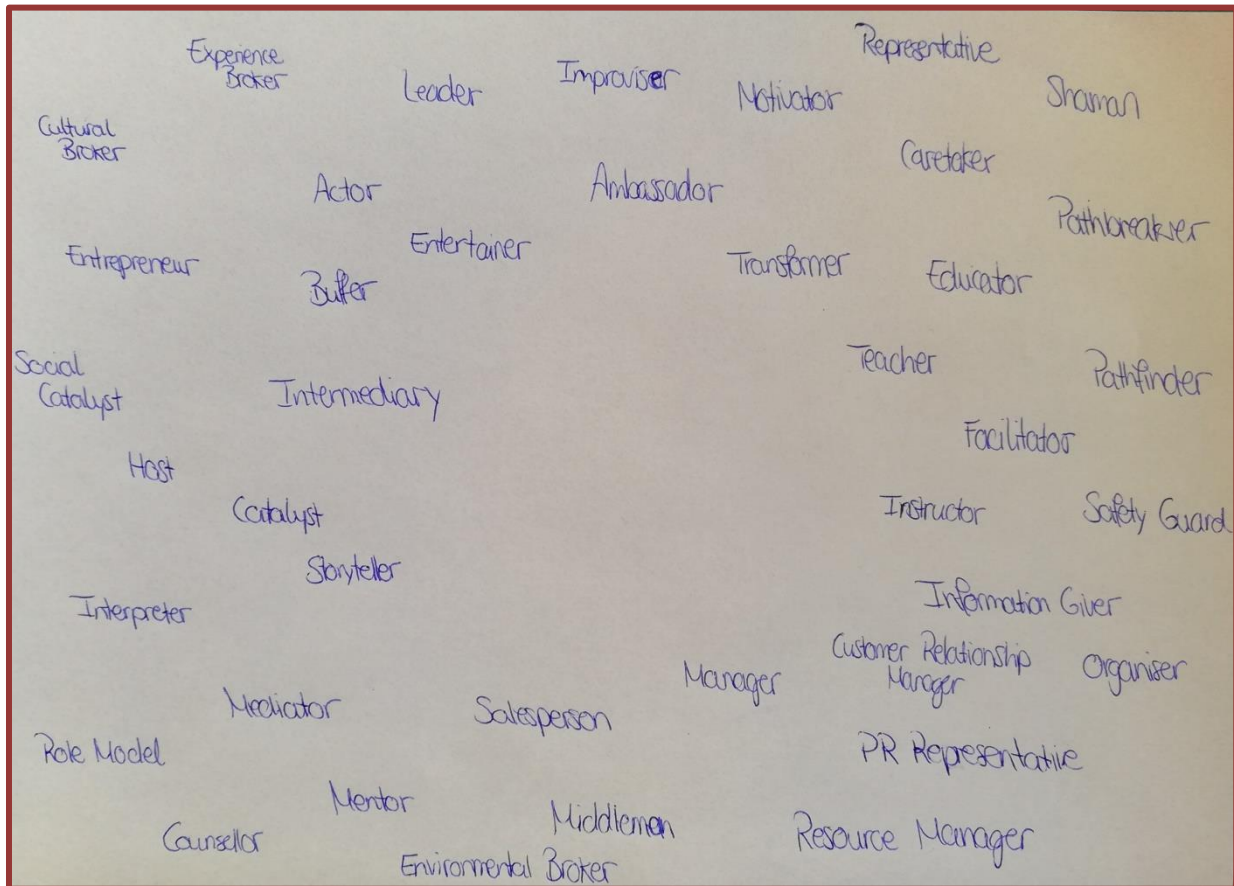 Representative
Experience
Broker
Improviser
Leader
Motivator
Shaman
Cultural
Broker
Caretaker
Actor
Ambassador
Pathbreakser
Entertainer
Entrepreneur
Transformer
Educator
Buffer
Social
Catalyst
Intermediary
Teacher
Pathfinder
Facilitator
Host
Catalyst
Instructor
Safety Guard
Storyteller
Interpreter
Information Giver
Customer Relationship
Manager
Manager
Organiser
Mediator
Salesperson
Role Model
PR Representative
Mentor
Middleman
Counsellor
Resource Manager
Environmental Broker